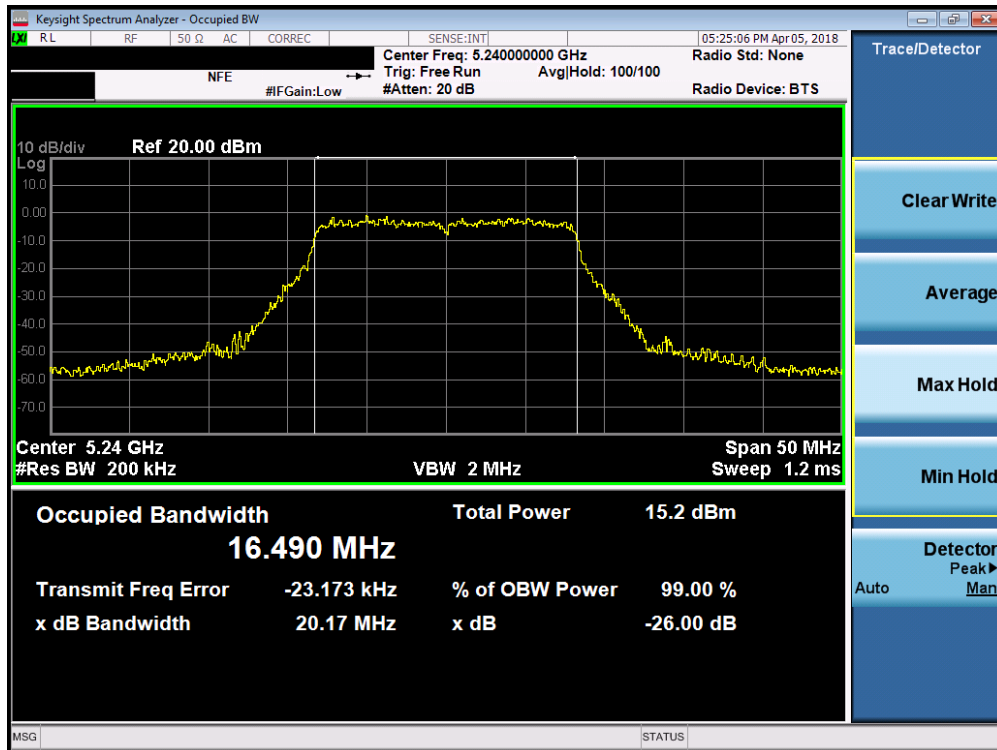 Keysight Spectrum Analyzer - Occupied BW
LXI RL RF 50 Ω AC CORREC SENSE:INT 05:25:06 PM Apr 05, 2018
NFE
#IFGain:Low
Center Freq: 5.240000000 GHz
Trig: Free Run Avg|Hold: 100/100
#Atten: 20 dB
Radio Std: None
Radio Device: BTS
10 dB/div Ref 20.00 dBm
Log
10.0
0.00
-10.0
-20.0
-30.0
-40.0
-50.0
-60.0
-70.0
Center 5.24 GHz Span 50 MHz
#Res BW 200 kHz VBW 2 MHz Sweep 1.2 ms
Occupied Bandwidth Total Power 15.2 dBm
16.490 MHz
Transmit Freq Error -23.173 kHz % of OBW Power 99.00 %
x dB Bandwidth 20.17 MHz x dB -26.00 dB
MSG STATUS
Trace/Detector
Clear Write
Average
Max Hold
Min Hold
Detector
Peak▶
Auto Man